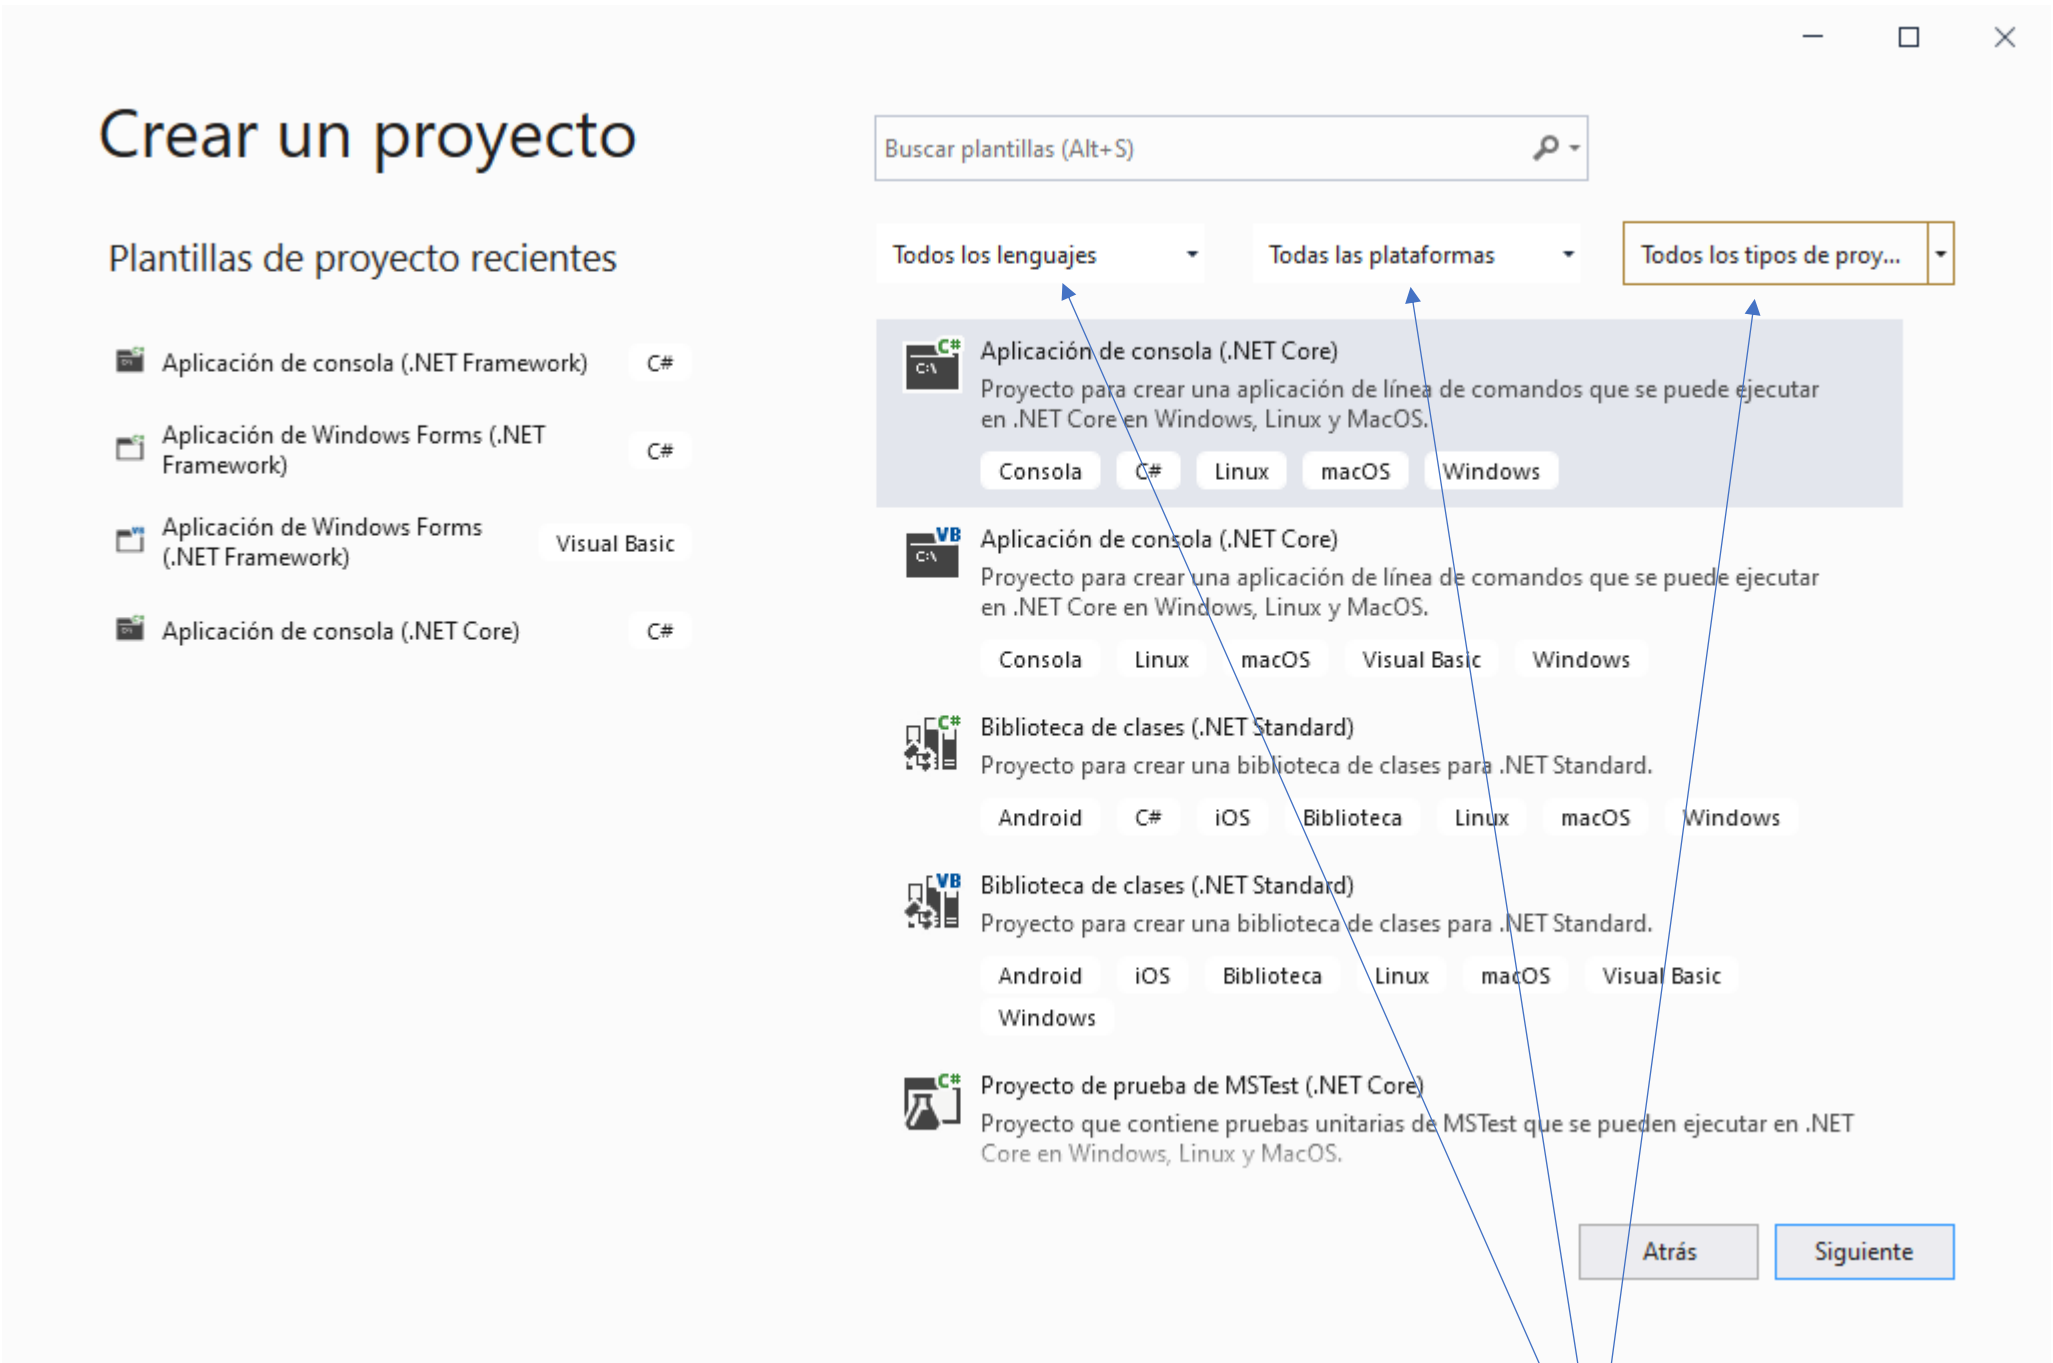 Crear un proyecto
Plantillas de proyecto recientes
Aplicación de consola (.NET Framework) C#
Aplicación de Windows Forms (.NET
Framework) C#
Aplicación de Windows Forms
(.NET Framework) Visual Basic
Aplicación de consola (.NET Core) C#
Buscar plantillas (Alt+S)
Todos los lenguajes Todas las plataformas Todos los tipos de proy...
C#
C:\
Aplicación de consola (.NET Core)
Proyecto para crear una aplicación de línea de comandos que se puede ejecutar
en .NET Core en Windows, Linux y MacOS.
Consola C# Linux macOS Windows
VB
C:\
Aplicación de consola (.NET Core)
Proyecto para crear una aplicación de línea de comandos que se puede ejecutar
en .NET Core en Windows, Linux y MacOS.
Consola Linux macOS Visual Basic Windows
C#
Biblioteca de clases (.NET Standard)
Proyecto para crear una biblioteca de clases para .NET Standard.
Android C# iOS Biblioteca Linux macOS Windows
VB
Biblioteca de clases (.NET Standard)
Proyecto para crear una biblioteca de clases para .NET Standard.
Android iOS Biblioteca Linux macOS Visual Basic
Windows
C#
Proyecto de prueba de MSTest (.NET Core)
Proyecto que contiene pruebas unitarias de MSTest que se pueden ejecutar en .NET
Core en Windows, Linux y MacOS.
Atrás Siguiente